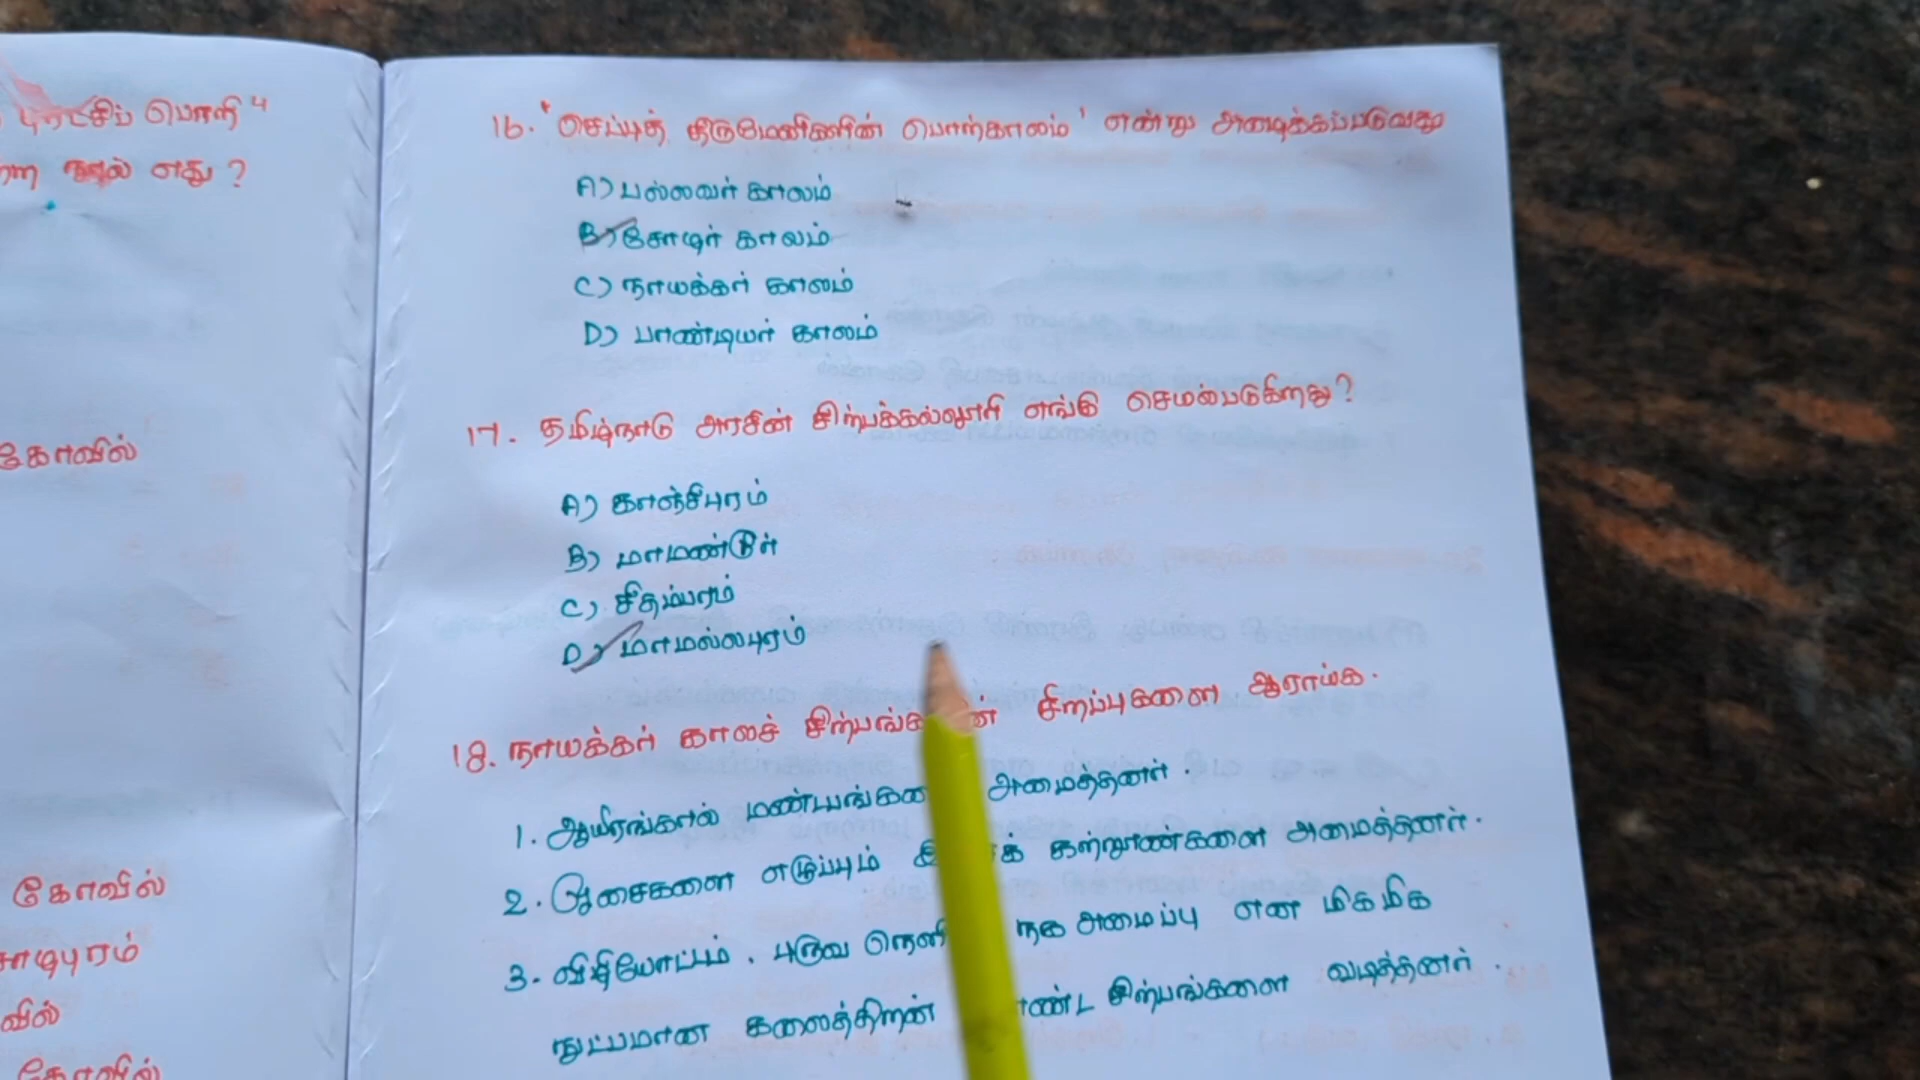 புரட்சிப் பொறி"
நூல் எது?
கோவில்
கோவில்
வில்
கோவில்
16. 'செப்புத் திருமேனிகளின் பொற்காலம்' என்று அழைக்கப்படுவது
A) பல்லவர் காலம்
B) சோழர் காலம்
C) நாயக்கர் காலம்
D) பாண்டியர் காலம்
17. தமிழ்நாடு அரசின் சிற்பக்கல்லூரி எங்கு செயல்படுகிறது?
A) காஞ்சீபுரம்
B) மாமண்டூர்
C) சிதம்பரம்
D) மாமல்லபுரம்
18. நாயக்கர் காலச் சிற்பங்க ன் சிறப்புகளை ஆராய்க.
1. ஆயிரங்கால் மண்டபங்களை அமைத்தனர்.
2. இசைகளை எழுப்பும் கற்றூண்களை அமைத்தனர்.
3. விழியோட்டம், புருவ நெளி நக அமைப்பு என மிகமிக
நுட்பமான கலைத்திறன் ண்ட சிற்பங்களை வடித்தனர்.